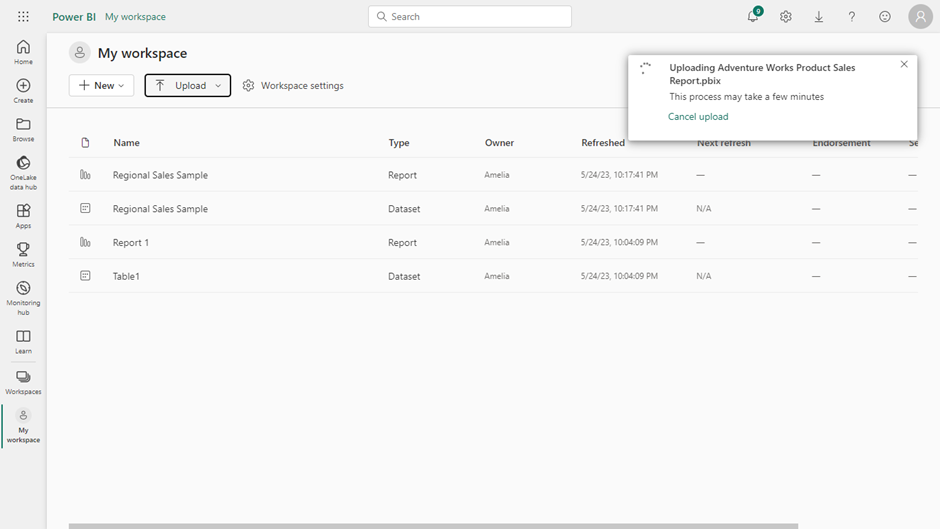 Power BI My workspace
Search
9
?
Home
Create
Browse
OneLake
data hub
Apps
Metrics
Monitoring
hub
Learn
Workspaces
My
workspace
My workspace
New
Upload
Workspace settings
Uploading Adventure Works Product Sales
Report.pbix
This process may take a few minutes
Cancel upload
Name Type Owner Refreshed Next refresh Endorsement Se
Regional Sales Sample Report Amelia 5/24/23, 10:17:41 PM — — —
Regional Sales Sample Dataset Amelia 5/24/23, 10:17:41 PM N/A — —
Report 1 Report Amelia 5/24/23, 10:04:09 PM — — —
Table1 Dataset Amelia 5/24/23, 10:04:09 PM N/A — —